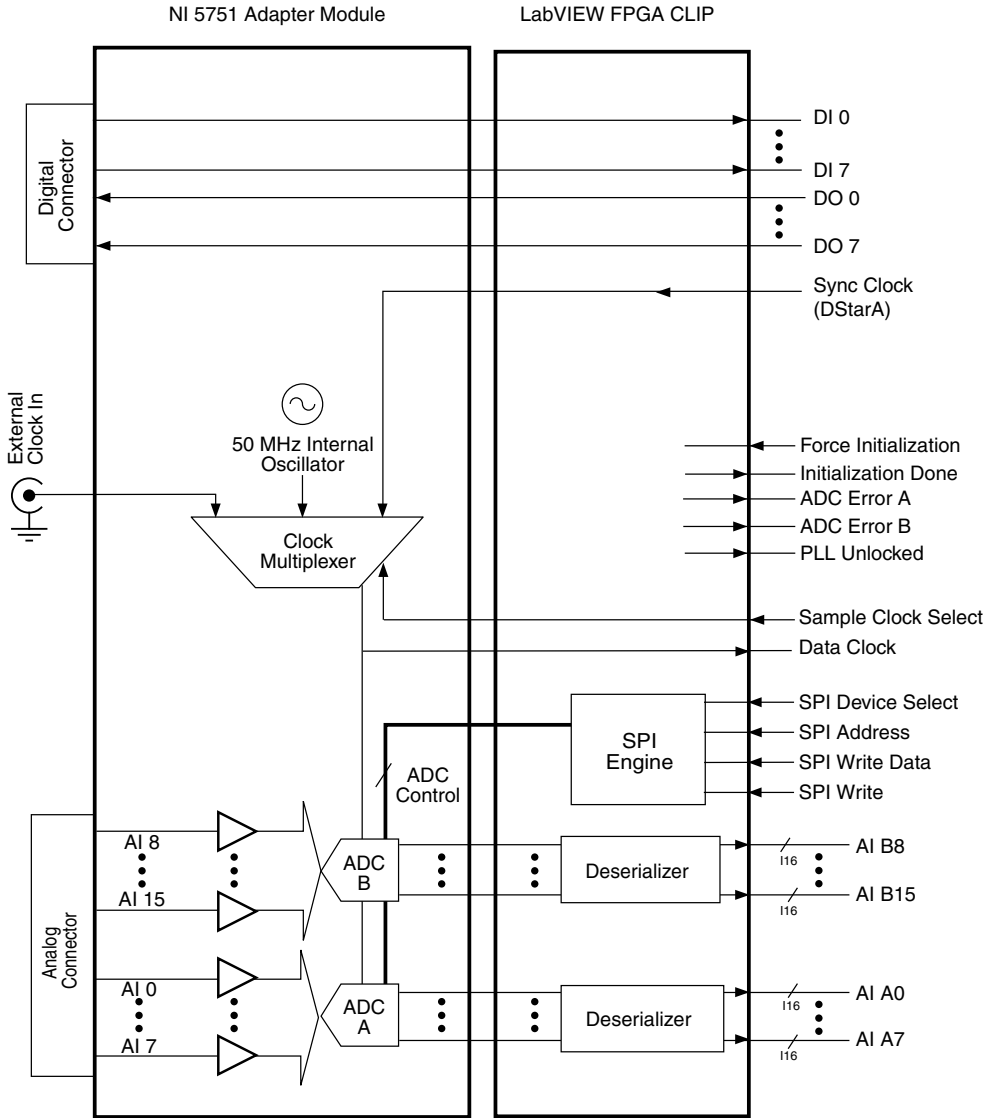 NI 5751 Adapter Module
LabVIEW FPGA CLIP
Digital
Connector
DI 0
DI 7
DO 0
DO 7
Sync Clock
(DStarA)
External
Clock In
50 MHz Internal
Oscillator
Clock
Multiplexer
Force Initialization
Initialization Done
ADC Error A
ADC Error B
PLL Unlocked
Sample Clock Select
Data Clock
SPI
Engine
SPI Device Select
SPI Address
SPI Write Data
SPI Write
ADC
Control
Analog
Connector
AI 8
AI 15
ADC
B
Deserializer
I16
AI B8
I16
AI B15
AI 0
AI 7
ADC
A
Deserializer
I16
AI A0
I16
AI A7